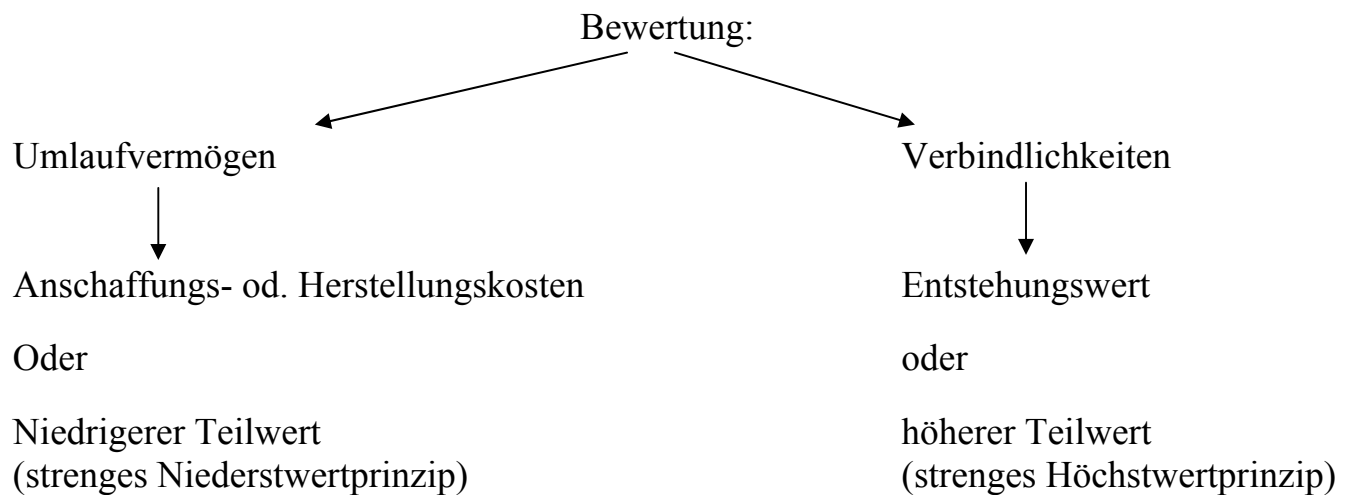 Bewertung:
Umlaufvermögen
Verbindlichkeiten
Anschaffungs- od. Herstellungskosten
Entstehungswert
Oder
oder
Niedrigerer Teilwert
höherer Teilwert
(strenges Niederstwertprinzip)
(strenges Höchstwertprinzip)